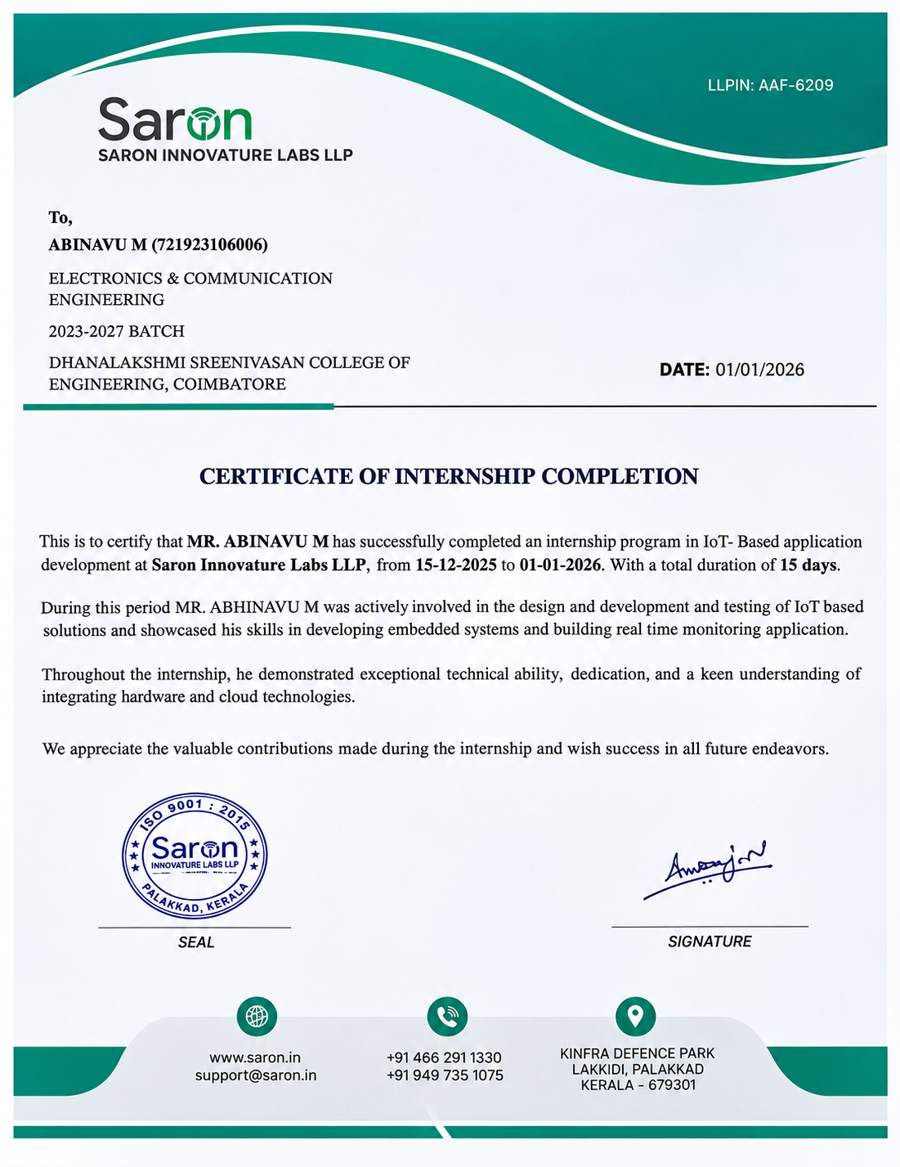 LLPIN: AAF-6209
Saron
SARON INNOVATURE LABS LLP
To,
ABINAVU M (721923106006)
ELECTRONICS & COMMUNICATION
ENGINEERING
2023-2027 BATCH
DHANALAKSHMI SREENIVASAN COLLEGE OF
ENGINEERING, COIMBATORE
DATE: 01/01/2026
CERTIFICATE OF INTERNSHIP COMPLETION
This is to certify that MR. ABINAVU M has successfully completed an internship program in IoT- Based application
development at Saron Innovature Labs LLP, from 15-12-2025 to 01-01-2026. With a total duration of 15 days.
During this period MR. ABHINAVU M was actively involved in the design and development and testing of IoT based
solutions and showcased his skills in developing embedded systems and building real time monitoring application.
Throughout the internship, he demonstrated exceptional technical ability, dedication, and a keen understanding of
integrating hardware and cloud technologies.
We appreciate the valuable contributions made during the internship and wish success in all future endeavors.
ISO 9001 : 2015
Saron
INNOVATURE LABS LLP
PALAKKAD, KERALA
SEAL
SIGNATURE
www.saron.in
support@saron.in
+91 466 291 1330
+91 949 735 1075
KINFRA DEFENCE PARK
LAKKIDI, PALAKKAD
KERALA - 679301